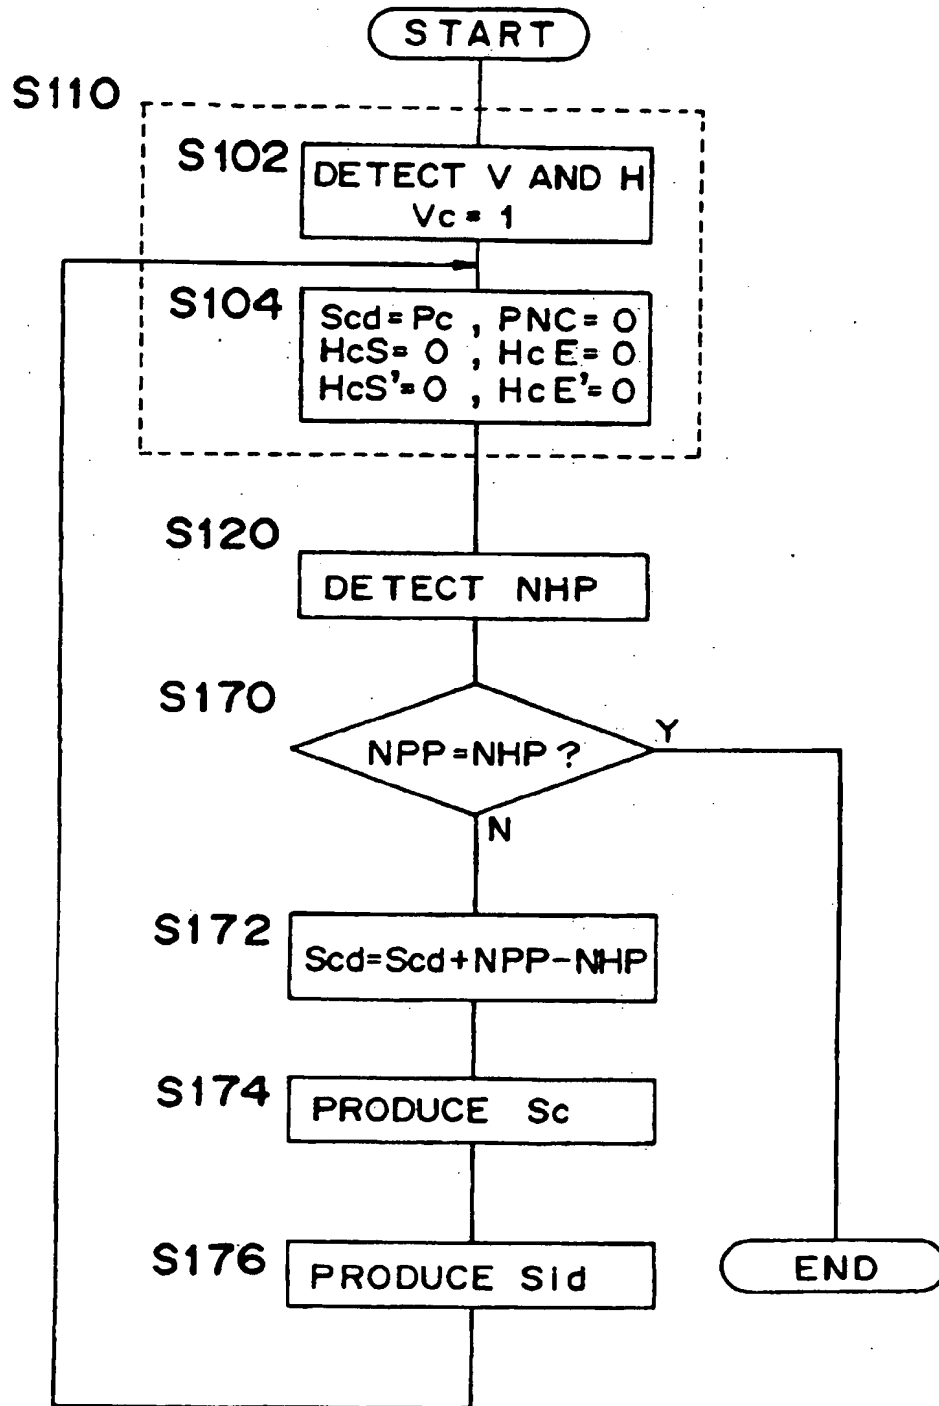 START
S110
S102
DETECT V AND H
Vc = 1
S104
Scd=Pc , PNC=0
HcS=0 , HcE=0
HcS'=0 , HcE'=0
S120
DETECT NHP
S170
NPP=NHP?
Y
N
S172
Scd=Scd+NPP-NHP
S174
PRODUCE Sc
S176
PRODUCE Sid
END